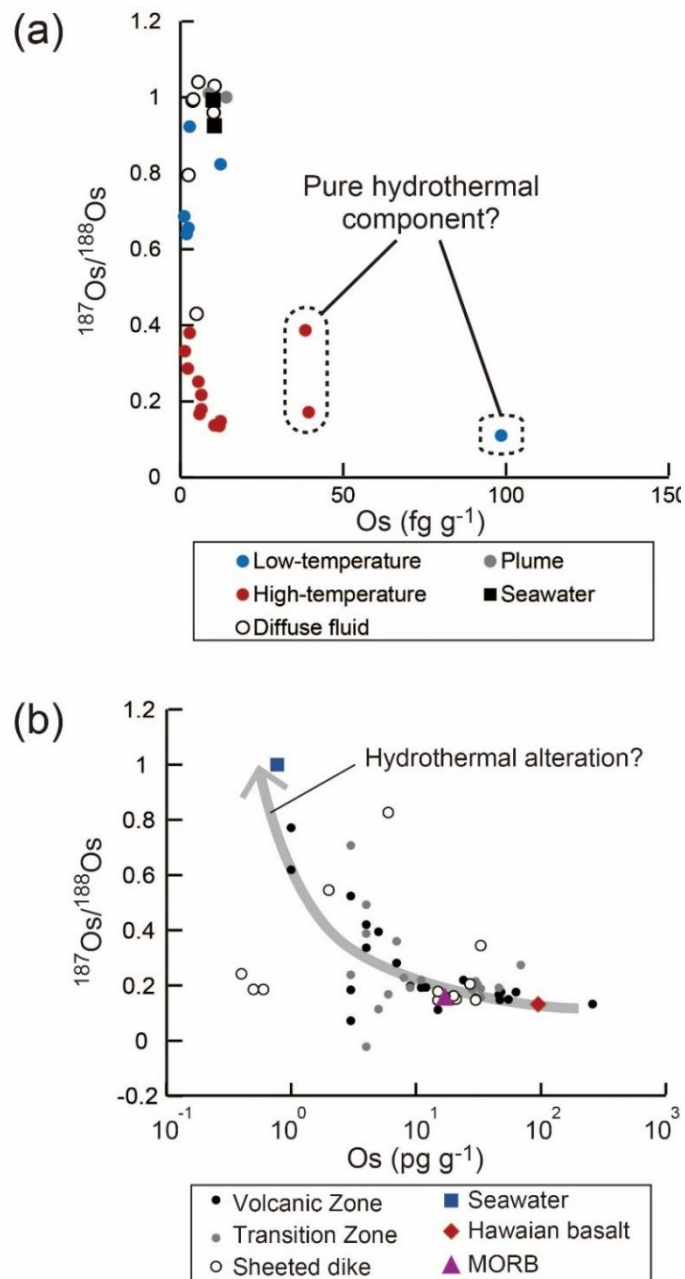 (a)
1.2
1
0.8
0.6
0.4
0.2
0
187Os/188Os
Pure hydrothermal
component?
0
50
100
150
Os (fg g-1)
Low-temperature
Plume
High-temperature
Seawater
Diffuse fluid
(b)
1.2
1
0.8
0.6
0.4
0.2
0
-0.2
187Os/188Os
Hydrothermal alteration?
10-1
100
101
102
103
Os (pg g-1)
Volcanic Zone
Seawater
Transition Zone
Hawaian basalt
Sheeted dike
MORB